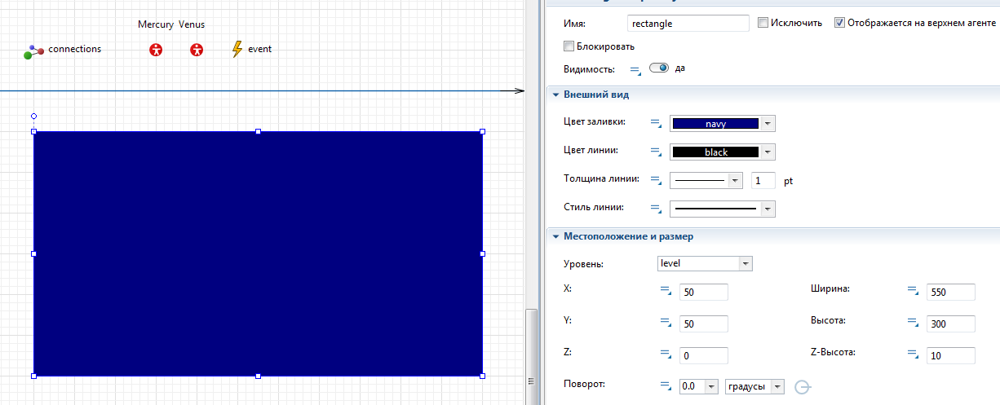 Mercury Venus
connections
event
Имя: rectangle Исключить Отображается на верхнем агенте
Блокировать
Видимость: да
Внешний вид
Цвет заливки: navy
Цвет линии: black
Толщина линии: 1 pt
Стиль линии:
Местоположение и размер
Уровень: level
X: 50 Ширина: 550
Y: 50 Высота: 300
Z: 0 Z-Высота: 10
Поворот: 0.0 градусы